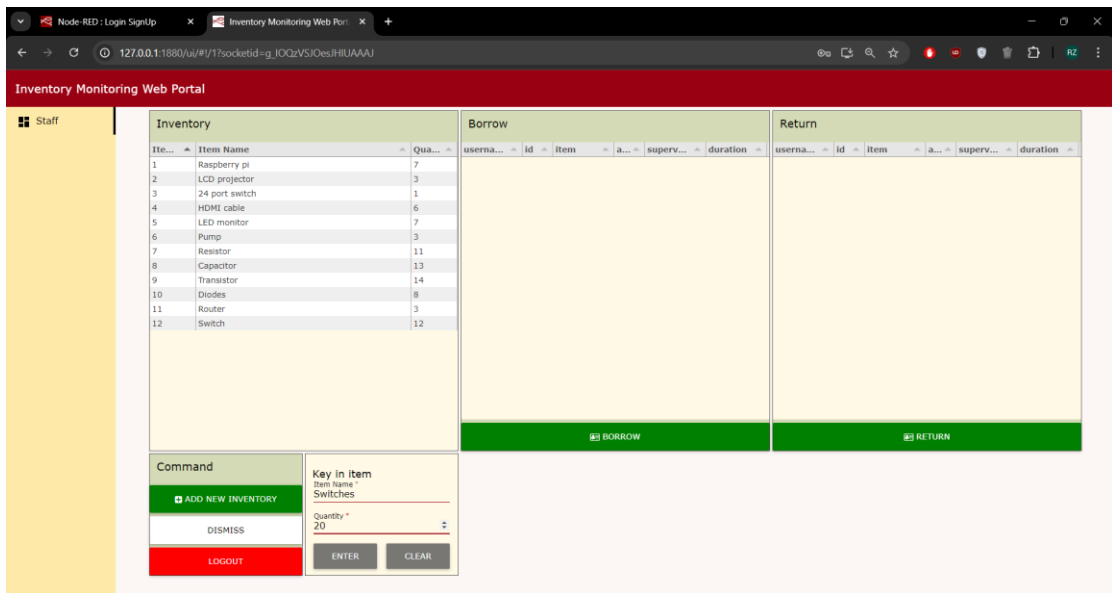 Node-RED : Login SignUp
Inventory Monitoring Web Port
127.0.0.1:1880/ui/#!/1?socketid=g_IOQzVSJOesJHIUAAAJ
RZ
Inventory Monitoring Web Portal
Staff
Inventory
Ite... Item Name Qua...
1 Raspberry pi 7
2 LCD projector 3
3 24 port switch 1
4 HDMI cable 6
5 LED monitor 7
6 Pump 3
7 Resistor 11
8 Capacitor 13
9 Transistor 14
10 Diodes 8
11 Router 3
12 Switch 12
Borrow
userna... id item a... superv... duration
BORROW
Return
userna... id item a... superv... duration
RETURN
Command
ADD NEW INVENTORY
DISMISS
LOGOUT
Key in item
Item Name *
Switches
Quantity *
20
ENTER CLEAR